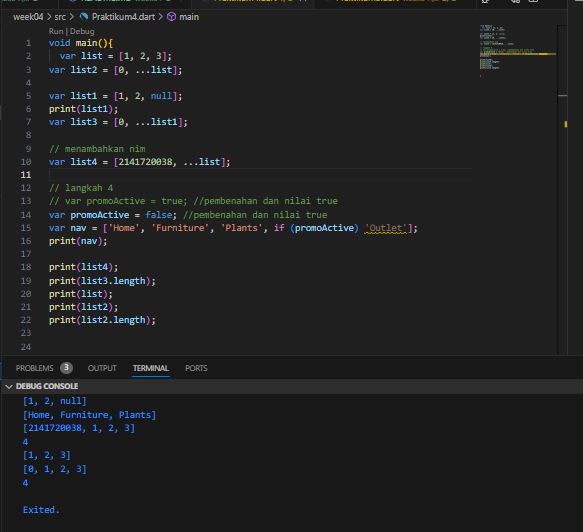 week04 > src > Praktikum4.dart > main
Run | Debug
1 void main(){
2 var list = [1, 2, 3];
3 var list2 = [0, ...list];
4
5 var list1 = [1, 2, null];
6 print(list1);
7 var list3 = [0, ...list1];
8
9 // menambahkan nim
10 var list4 = [2141720038, ...list];
11
12 // langkah 4
13 // var promoActive = true; //pembenahan dan nilai true
14 var promoActive = false; //pembenahan dan nilai true
15 var nav = ['Home', 'Furniture', 'Plants', if (promoActive) 'Outlet'];
16 print(nav);
17
18 print(list4);
19 print(list3.length);
20 print(list);
21 print(list2);
22 print(list2.length);
23
24
PROBLEMS 3 OUTPUT TERMINAL PORTS
DEBUG CONSOLE
[1, 2, null]
[Home, Furniture, Plants]
[2141720038, 1, 2, 3]
4
[1, 2, 3]
[0, 1, 2, 3]
4
Exited.